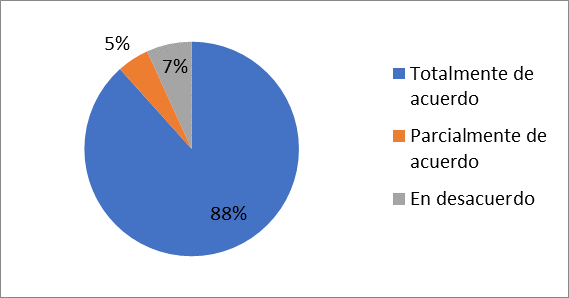 5%
7%
88%
Totalmente de
acuerdo
Parcialmente de
acuerdo
En desacuerdo